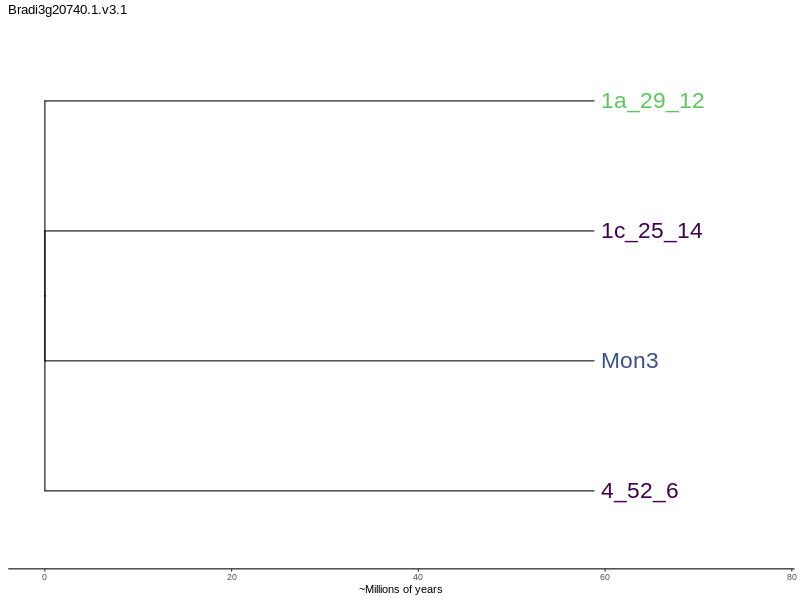 Bradi3g20740.1.v3.1
1a_29_12
1c_25_14
Mon3
4_52_6
0 20 40 60 80
~Millions of years